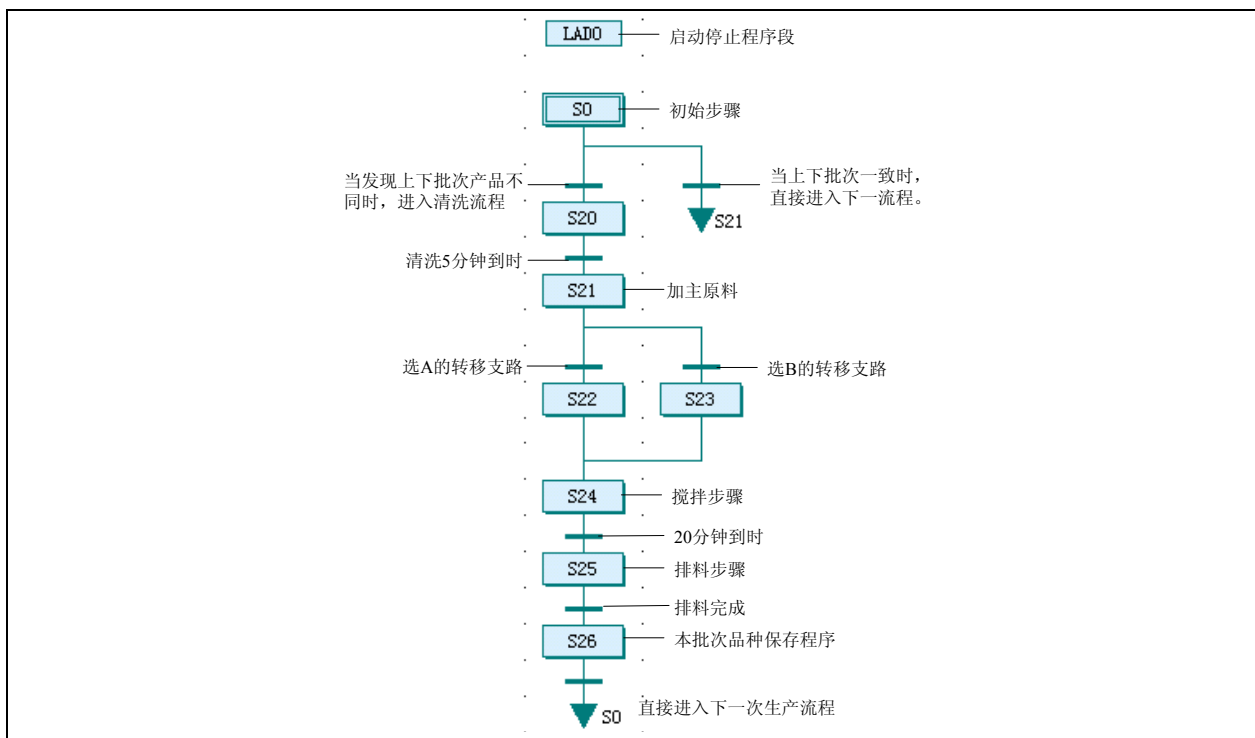 LAD0 启动停止程序段
S0 初始步骤
当发现上下批次产品不
同时，进入清洗流程
当上下批次一致时，
直接进入下一流程。
S20
S21
清洗5分钟到时
S21 加主原料
选A的转移支路
选B的转移支路
S22
S23
S24 搅拌步骤
20分钟到时
S25 排料步骤
排料完成
S26 本批次品种保存程序
S0 直接进入下一次生产流程